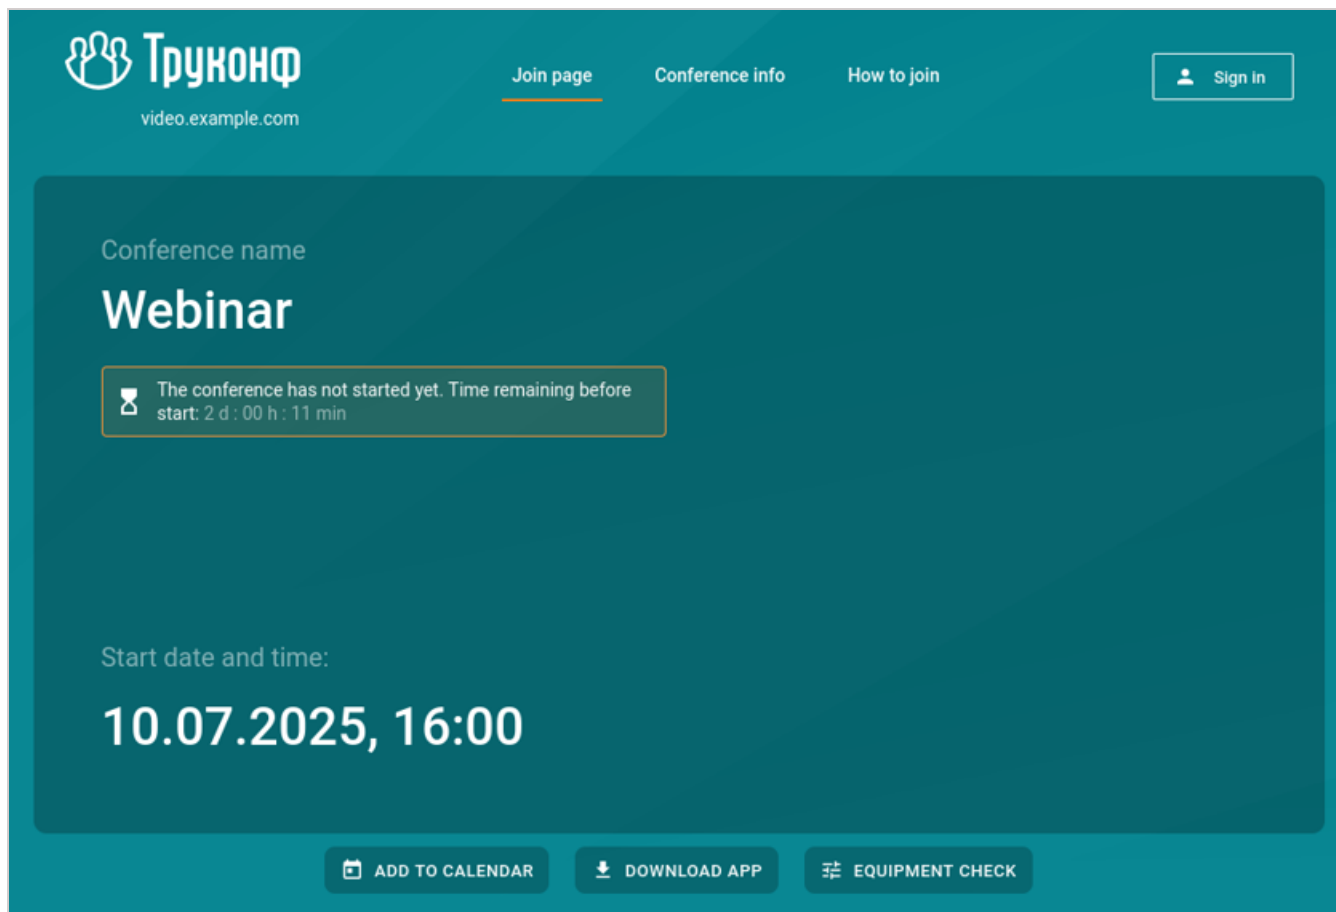 Труконф
video.example.com
Join page
Conference info
How to join
Sign in
Conference name
Webinar
The conference has not started yet. Time remaining before
start: 2 d : 00 h : 11 min
Start date and time:
10.07.2025, 16:00
ADD TO CALENDAR
DOWNLOAD APP
EQUIPMENT CHECK